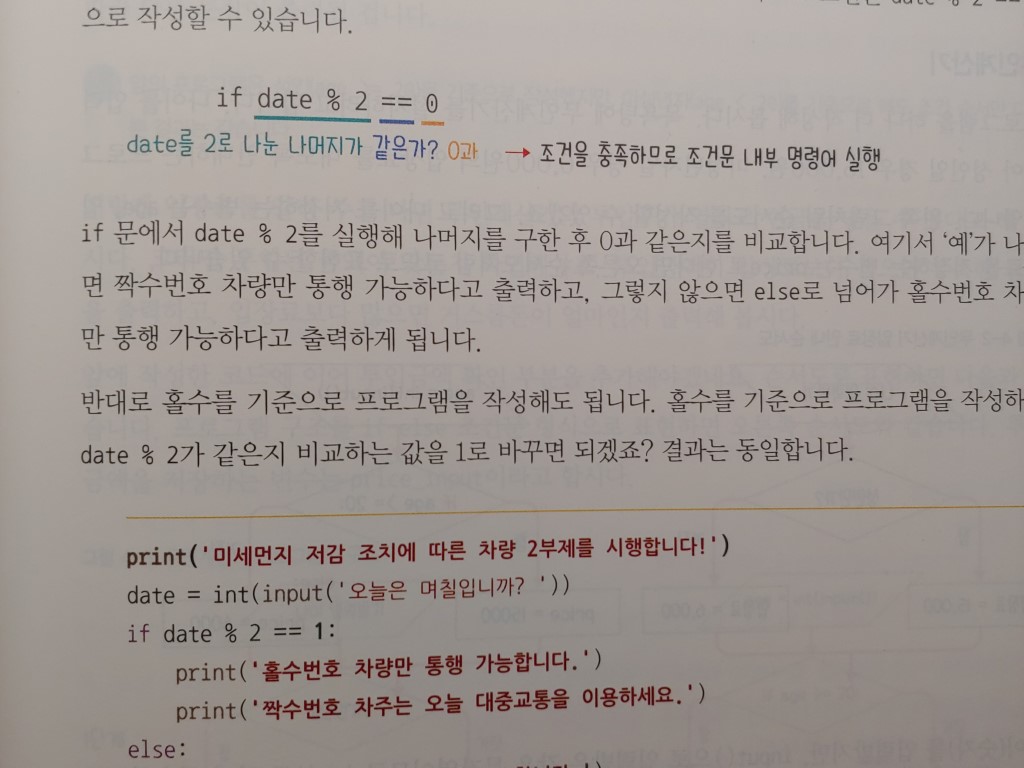 으로 작성할 수 있습니다.
if date % 2 == 0
date를 2로 나눈 나머지가 같은가? 0과 → 조건을 충족하므로 조건문 내부 명령어 실행
if 문에서 date % 2를 실행해 나머지를 구한 후 0과 같은지를 비교합니다. 여기서 ‘예’가 나
면 짝수번호 차량만 통행 가능하다고 출력하고, 그렇지 않으면 else로 넘어가 홀수번호 차
만 통행 가능하다고 출력하게 됩니다.
반대로 홀수를 기준으로 프로그램을 작성해도 됩니다. 홀수를 기준으로 프로그램을 작성하
date % 2가 같은지 비교하는 값을 1로 바꾸면 되겠죠? 결과는 동일합니다.
print('미세먼지 저감 조치에 따른 차량 2부제를 시행합니다!')
date = int(input('오늘은 며칠입니까? '))
if date % 2 == 1:
print('홀수번호 차량만 통행 가능합니다.')
print('짝수번호 차주는 오늘 대중교통을 이용하세요.')
else: